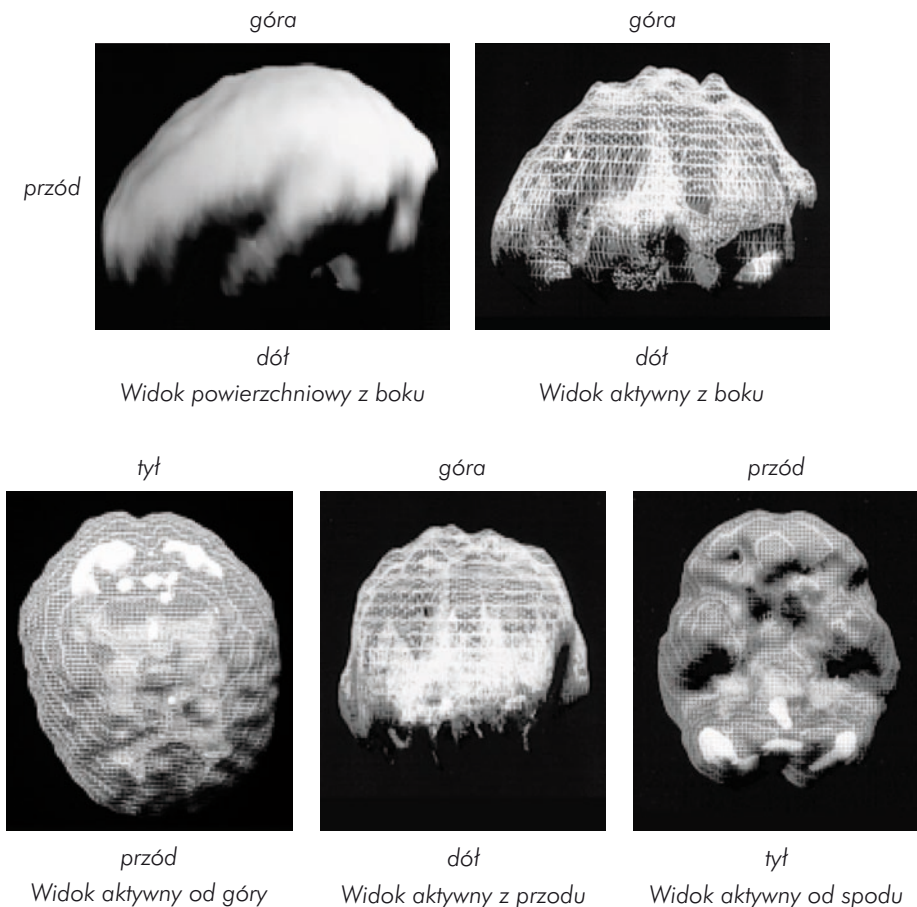 góra
góra
przód
dół
dół
Widok powierzchniowy z boku
Widok aktywny z boku
tył
góra
przód
przód
dół
tył
Widok aktywny od góry
Widok aktywny z przodu
Widok aktywny od spodu